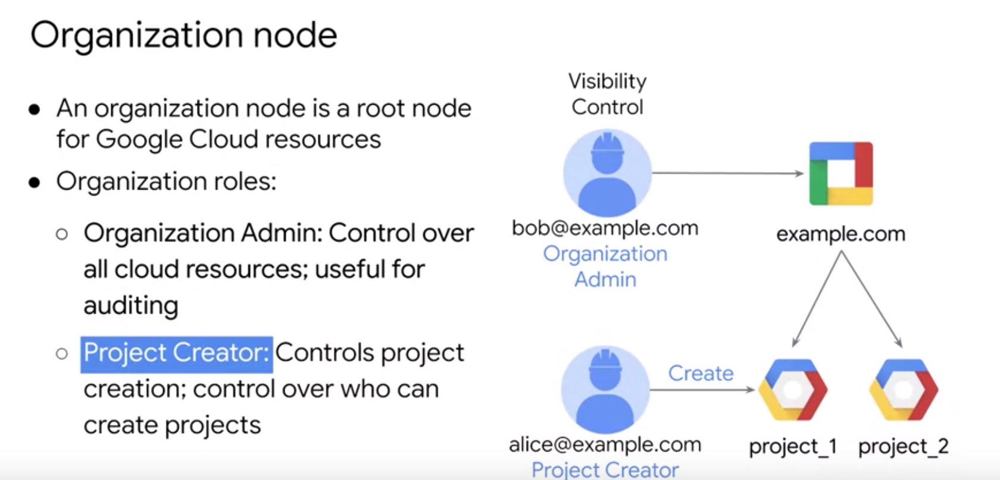 Organization node
● An organization node is a root node
for Google Cloud resources
● Organization roles:
○ Organization Admin: Control over
all cloud resources; useful for
auditing
○ Project Creator: Controls project
creation; control over who can
create projects
Visibility
Control
bob@example.com
Organization
Admin
example.com
Create
alice@example.com
Project Creator
project_1
project_2